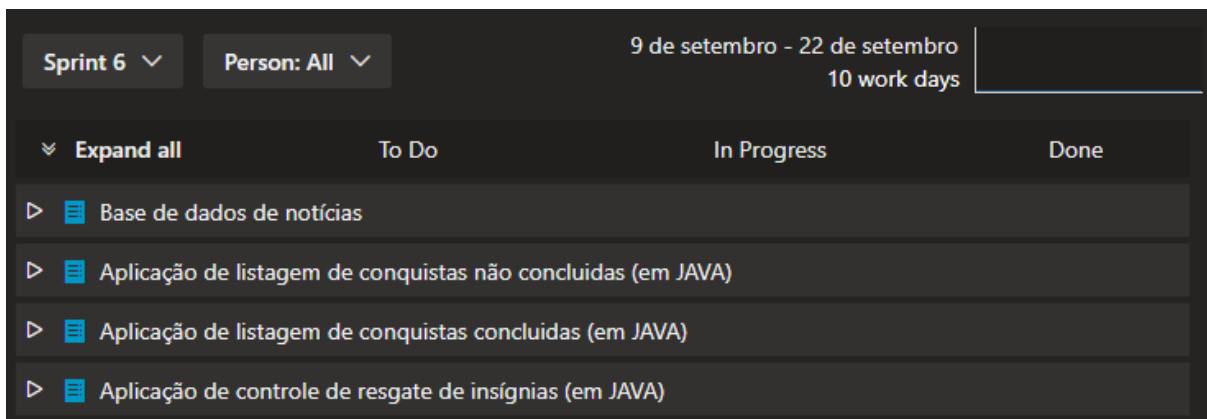 Sprint 6
Person: All
9 de setembro - 22 de setembro
10 work days
Expand all
To Do
In Progress
Done
Base de dados de notícias
Aplicação de listagem de conquistas não concluidas (em JAVA)
Aplicação de listagem de conquistas concluidas (em JAVA)
Aplicação de controle de resgate de insígnias (em JAVA)